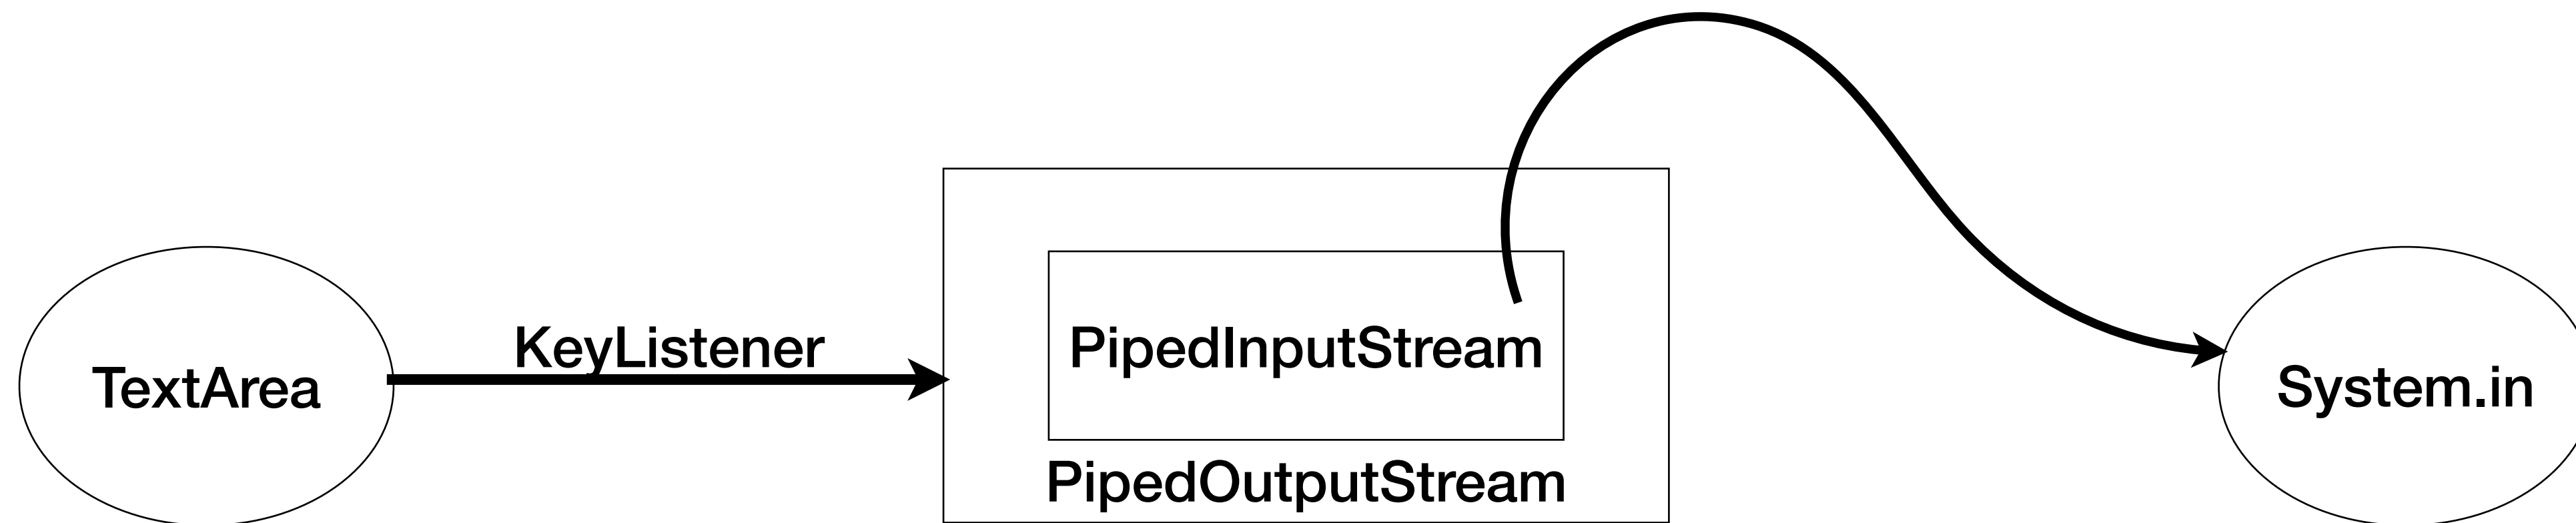 TextArea
KeyListener
PipedInputStream
PipedOutputStream
System.in